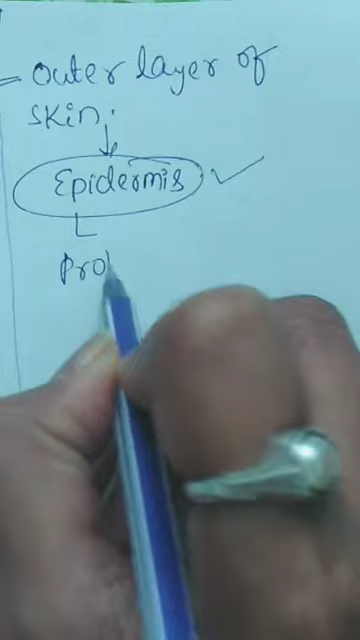 = outer layer of
skin.
Epidermis
Pro